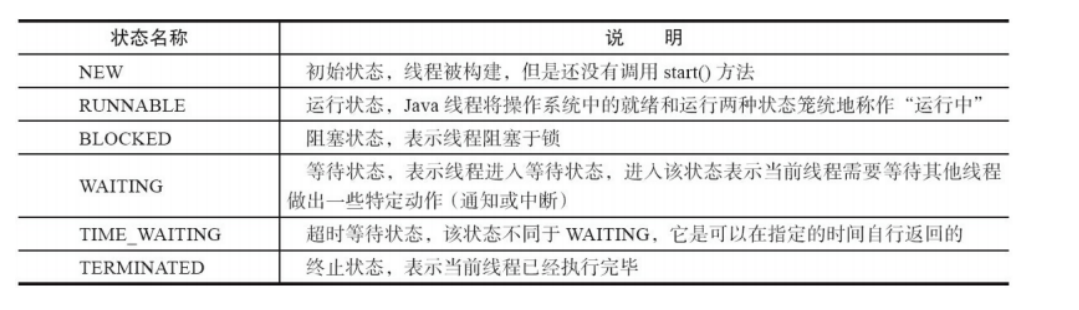 状态名称 说 明
NEW 初始状态，线程被构建，但是还没有调用 start() 方法
RUNNABLE 运行状态，Java 线程将操作系统中的就绪和运行两种状态笼统地称作“运行中”
BLOCKED 阻塞状态，表示线程阻塞于锁
WAITING 等待状态，表示线程进入等待状态，进入该状态表示当前线程需要等待其他线程
做出一些特定动作（通知或中断）
TIME_WAITING 超时等待状态，该状态不同于 WAITING，它是可以在指定的时间自行返回的
TERMINATED 终止状态，表示当前线程已经执行完毕